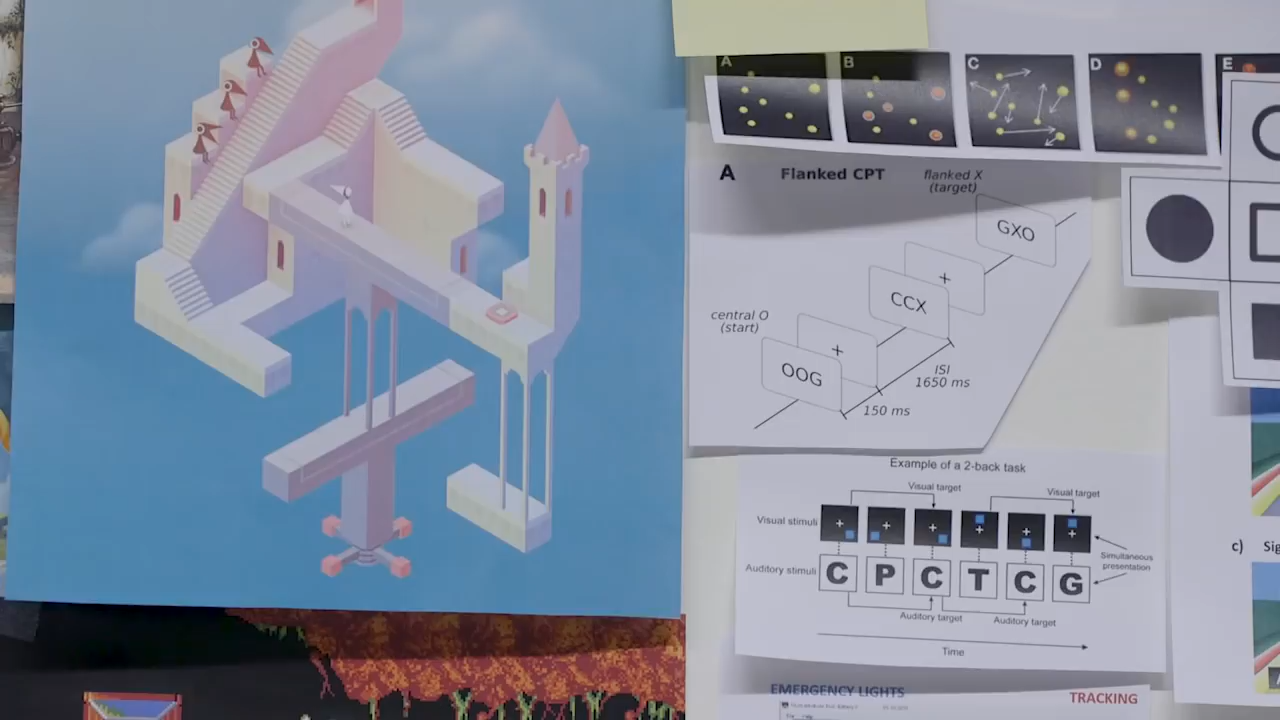 A B C D E
A Flanked CPT
flanked X
(target)
GXO
+
CCX
central O
(start)
+
OOG
ISI
1650 ms
150 ms
Example of a 2-back task
Visual target
Visual target
Visual stimuli
Simultaneous
presentation
Auditory stimuli
C P C T C G
Auditory target
Auditory target
Time
c) Sig
EMERGENCY LIGHTS
TRACKING